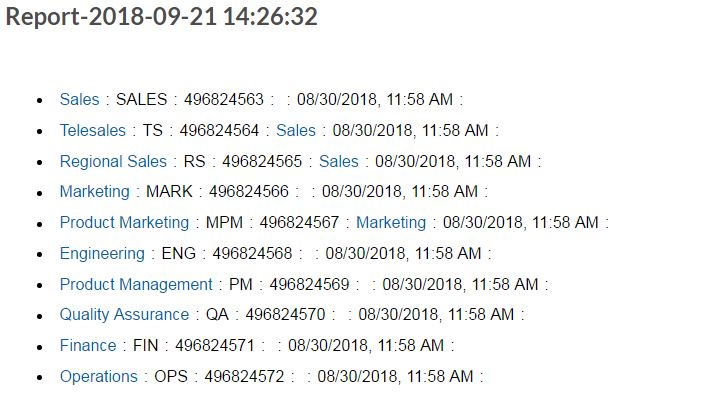 Report-2018-09-21 14:26:32
• Sales : SALES : 496824563 :  : 08/30/2018, 11:58 AM :
• Telesales : TS : 496824564 : Sales : 08/30/2018, 11:58 AM :
• Regional Sales : RS : 496824565 : Sales : 08/30/2018, 11:58 AM :
• Marketing : MARK : 496824566 :  : 08/30/2018, 11:58 AM :
• Product Marketing : MPM : 496824567 : Marketing : 08/30/2018, 11:58 AM :
• Engineering : ENG : 496824568 :  : 08/30/2018, 11:58 AM :
• Product Management : PM : 496824569 :  : 08/30/2018, 11:58 AM :
• Quality Assurance : QA : 496824570 :  : 08/30/2018, 11:58 AM :
• Finance : FIN : 496824571 :  : 08/30/2018, 11:58 AM :
• Operations : OPS : 496824572 :  : 08/30/2018, 11:58 AM :